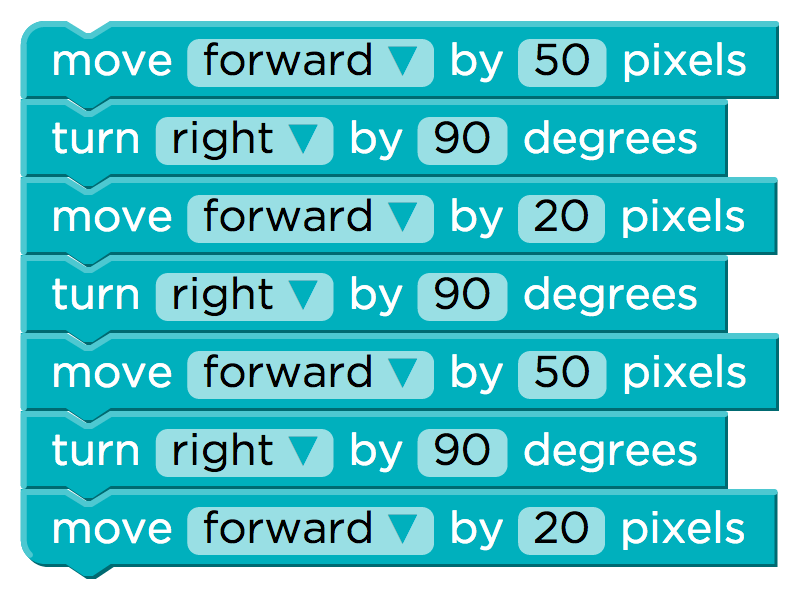 move forward ▼ by 50 pixels
turn right ▼ by 90 degrees
move forward ▼ by 20 pixels
turn right ▼ by 90 degrees
move forward ▼ by 50 pixels
turn right ▼ by 90 degrees
move forward ▼ by 20 pixels